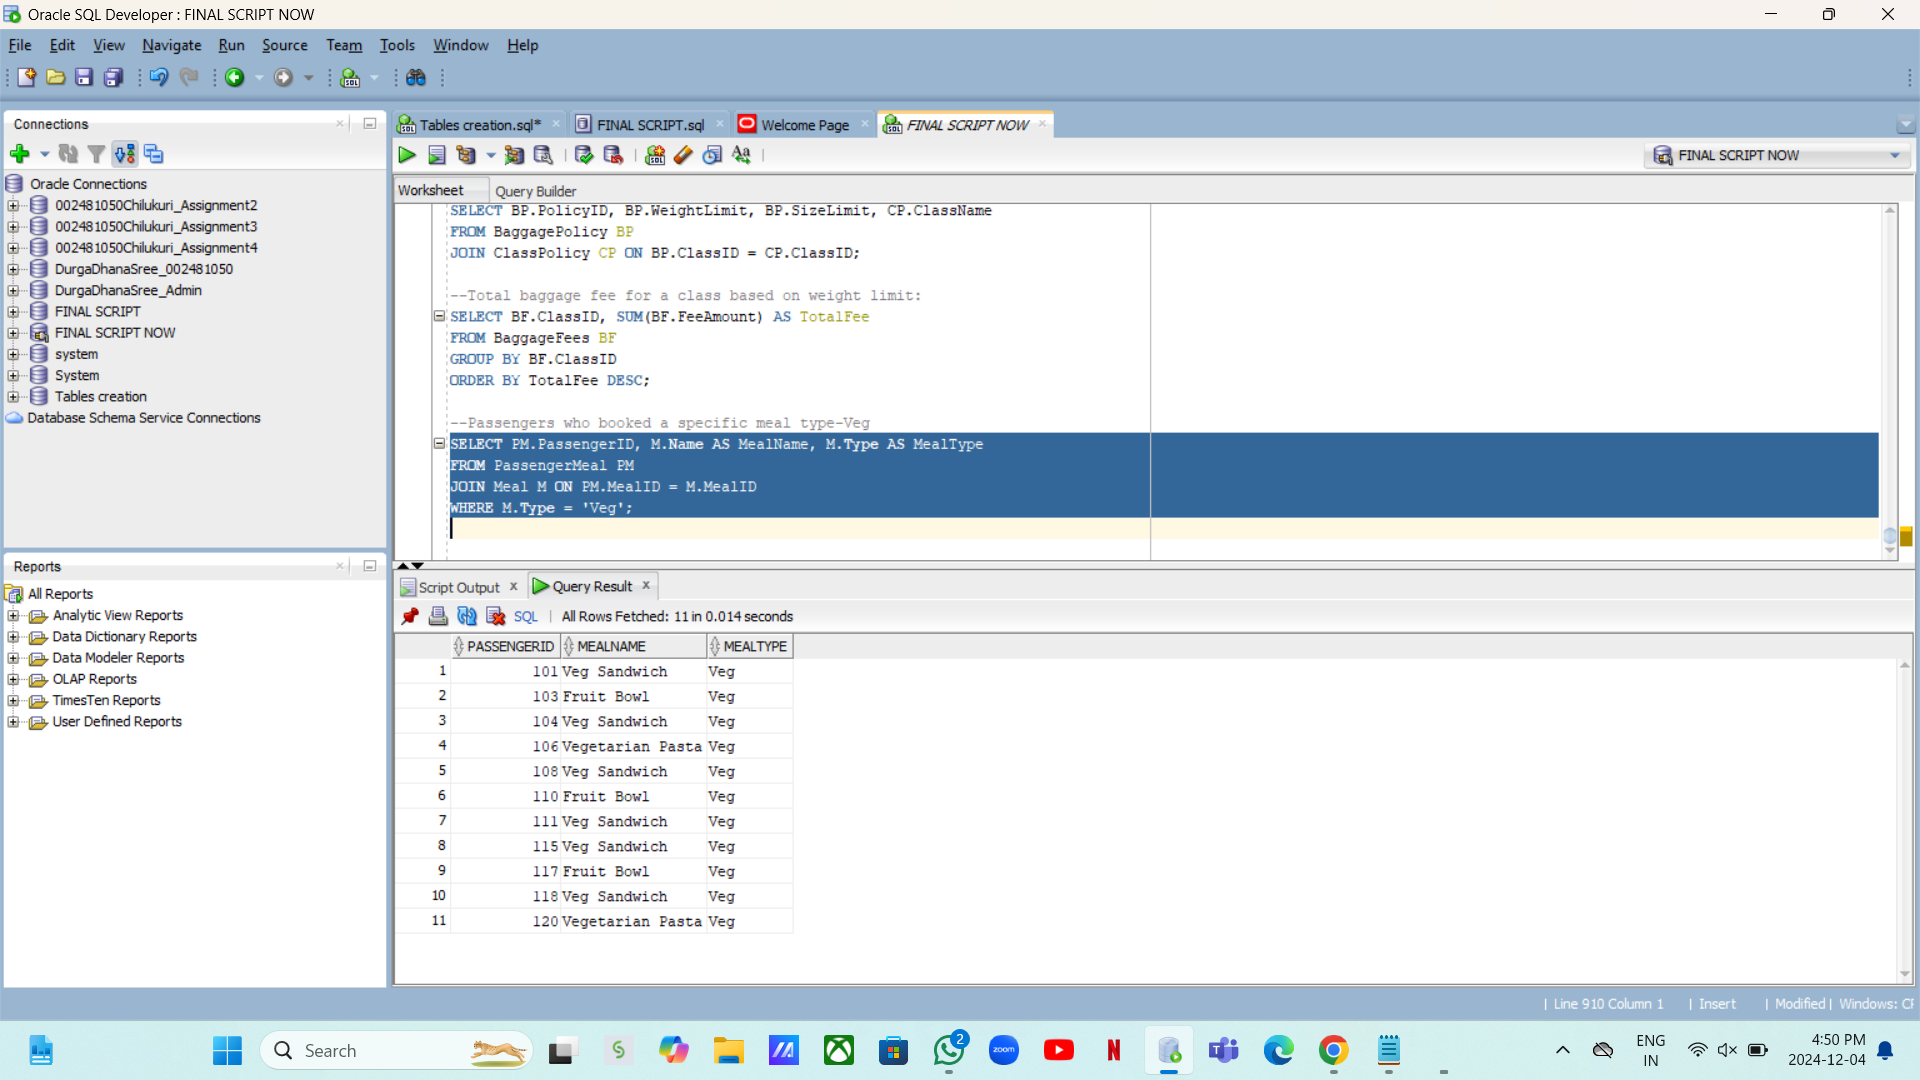 Oracle SQL Developer : FINAL SCRIPT NOW
File Edit View Navigate Run Source Team Tools Window Help
Connections
Oracle Connections
002481050Chilukuri_Assignment2
002481050Chilukuri_Assignment3
002481050Chilukuri_Assignment4
DurgaDhanaSree_002481050
DurgaDhanaSree_Admin
FINAL SCRIPT
FINAL SCRIPT NOW
system
System
Tables creation
Database Schema Service Connections
Reports
All Reports
Analytic View Reports
Data Dictionary Reports
Data Modeler Reports
OLAP Reports
TimesTen Reports
User Defined Reports
Tables creation.sql* FINAL SCRIPT.sql Welcome Page FINAL SCRIPT NOW
FINAL SCRIPT NOW
Worksheet Query Builder
SELECT BP.PolicyID, BP.WeightLimit, BP.SizeLimit, CP.ClassName
FROM BaggagePolicy BP
JOIN ClassPolicy CP ON BP.ClassID = CP.ClassID;
--Total baggage fee for a class based on weight limit:
SELECT BF.ClassID, SUM(BF.FeeAmount) AS TotalFee
FROM BaggageFees BF
GROUP BY BF.ClassID
ORDER BY TotalFee DESC;
--Passengers who booked a specific meal type-Veg
SELECT PM.PassengerID, M.Name AS MealName, M.Type AS MealType
FROM PassengerMeal PM
JOIN Meal M ON PM.MealID = M.MealID
WHERE M.Type = 'Veg';
Script Output Query Result
SQL All Rows Fetched: 11 in 0.014 seconds
PASSENGERID MEALNAME MEALTYPE
1 101 Veg Sandwich Veg
2 103 Fruit Bowl Veg
3 104 Veg Sandwich Veg
4 106 Vegetarian Pasta Veg
5 108 Veg Sandwich Veg
6 110 Fruit Bowl Veg
7 111 Veg Sandwich Veg
8 115 Veg Sandwich Veg
9 117 Fruit Bowl Veg
10 118 Veg Sandwich Veg
11 120 Vegetarian Pasta Veg
Line 910 Column 1 Insert Modified Windows: C
Search
2
zoom
ENG
IN
4:50 PM
2024-12-04